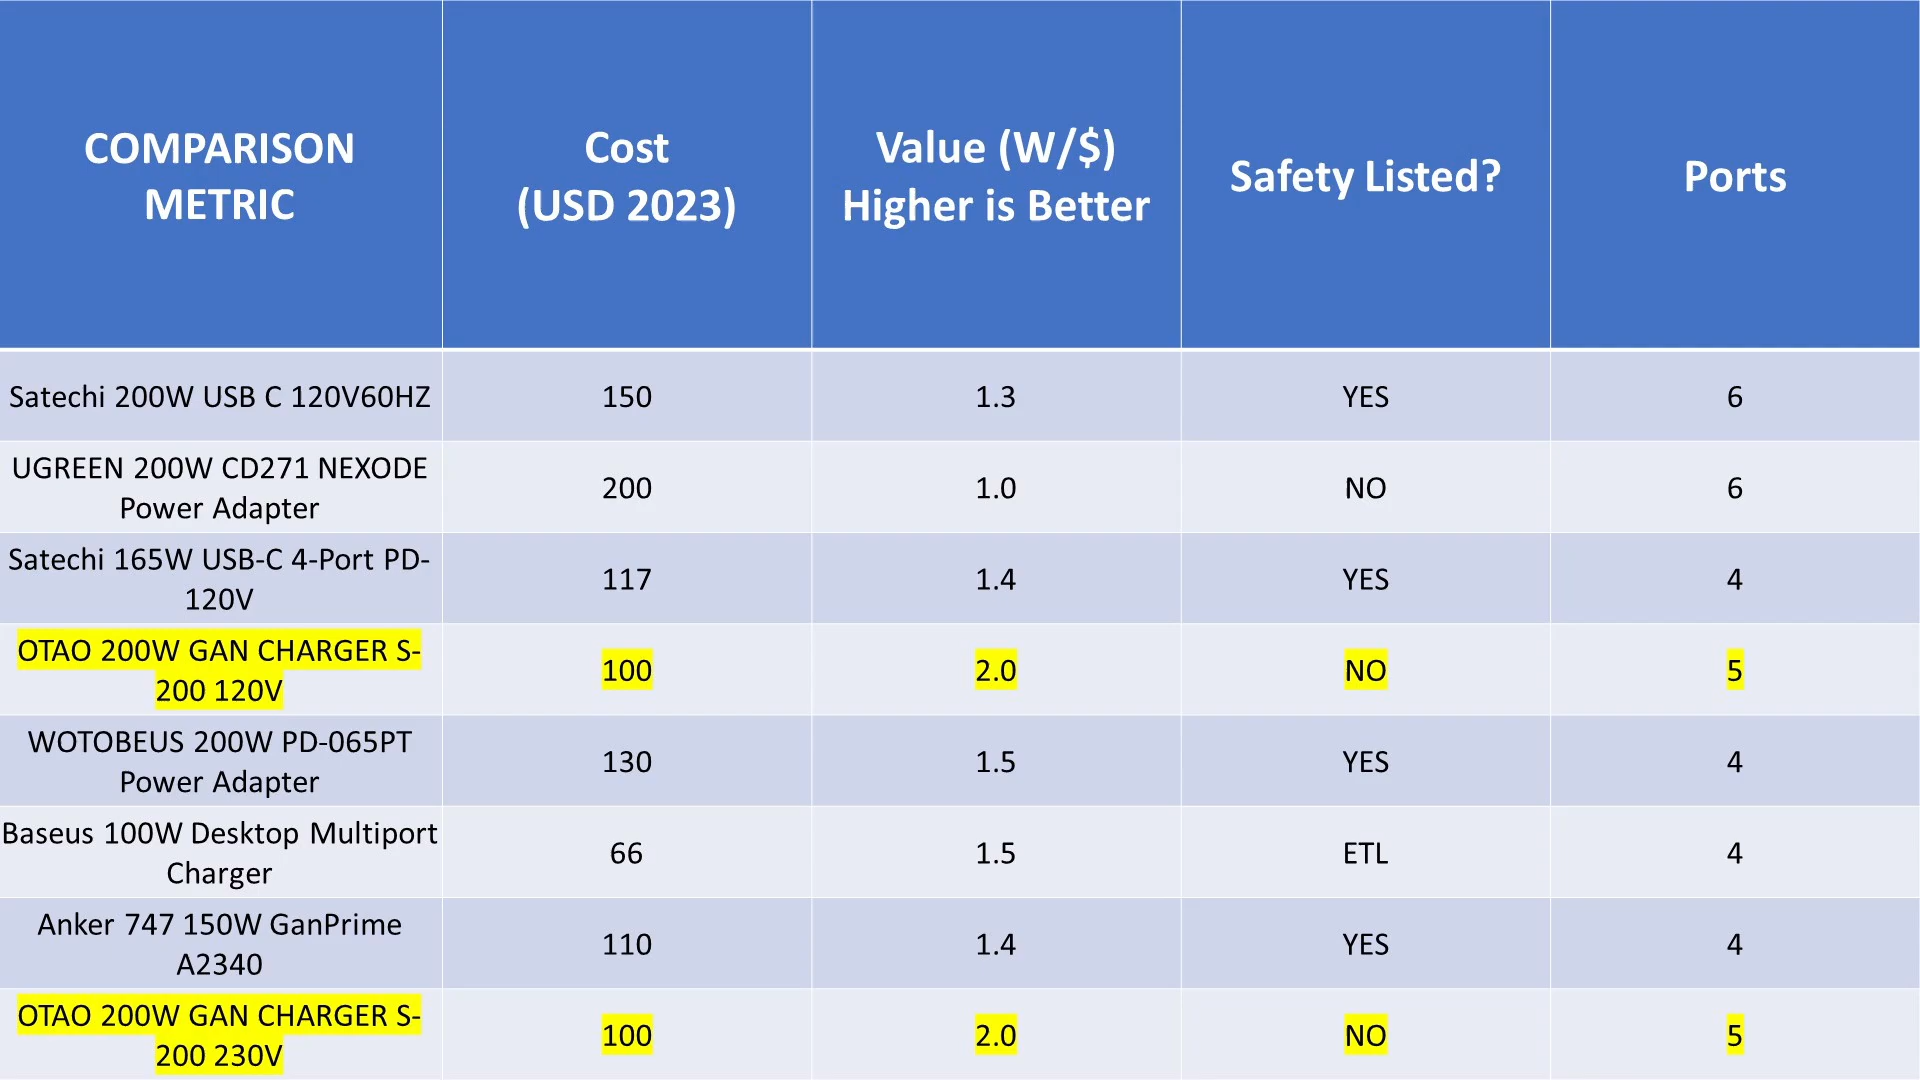 COMPARISON
METRIC
Cost
(USD 2023)
Value (W/$)
Higher is Better
Safety Listed?
Ports
Satechi 200W USB C 120V60HZ
150
1.3
YES
6
UGREEN 200W CD271 NEXODE
Power Adapter
200
1.0
NO
6
Satechi 165W USB-C 4-Port PD-
120V
117
1.4
YES
4
OTAO 200W GAN CHARGER S-
200 120V
100
2.0
NO
5
WOTOBEUS 200W PD-065PT
Power Adapter
130
1.5
YES
4
Baseus 100W Desktop Multiport
Charger
66
1.5
ETL
4
Anker 747 150W GanPrime
A2340
110
1.4
YES
4
OTAO 200W GAN CHARGER S-
200 230V
100
2.0
NO
5